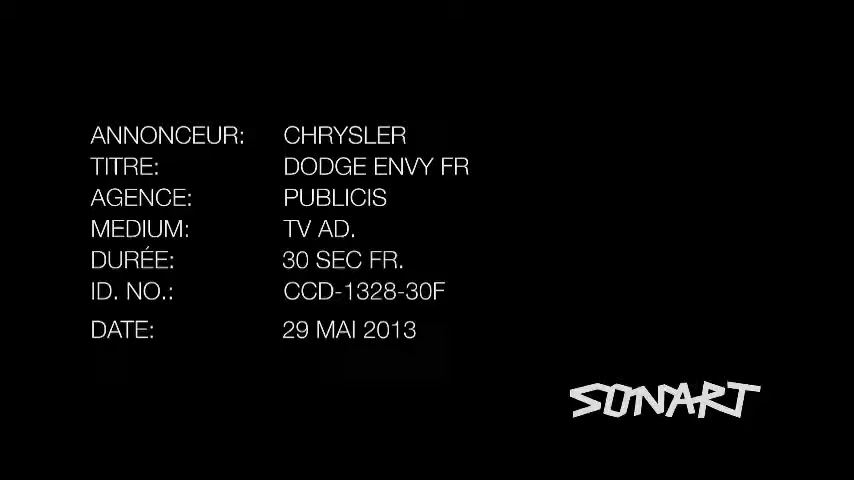 ANNONCEUR: CHRYSLER
TITRE: DODGE ENVY FR
AGENCE: PUBLICIS
MEDIUM: TV AD.
DURÉE: 30 SEC FR.
ID. NO.: CCD-1328-30F
DATE: 29 MAI 2013
SONART